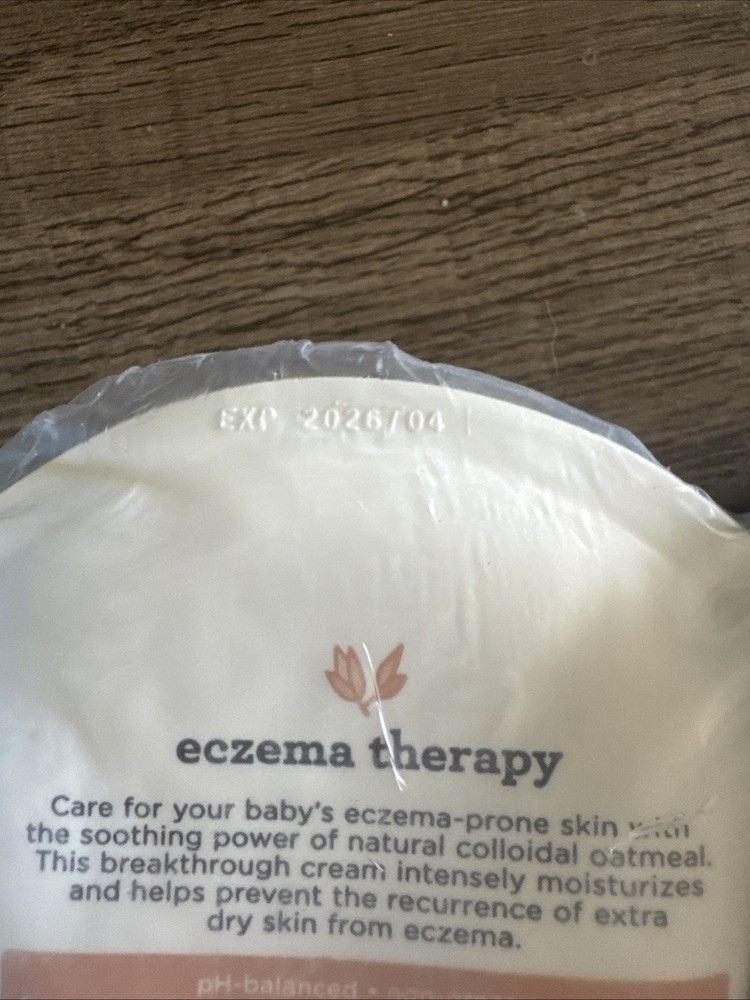 EXP 2026/04
eczema therapy
Care for your baby's eczema-prone skin with
the soothing power of natural colloidal oatmeal.
This breakthrough cream intensely moisturizes
and helps prevent the recurrence of extra
dry skin from eczema.
pH-balanced •